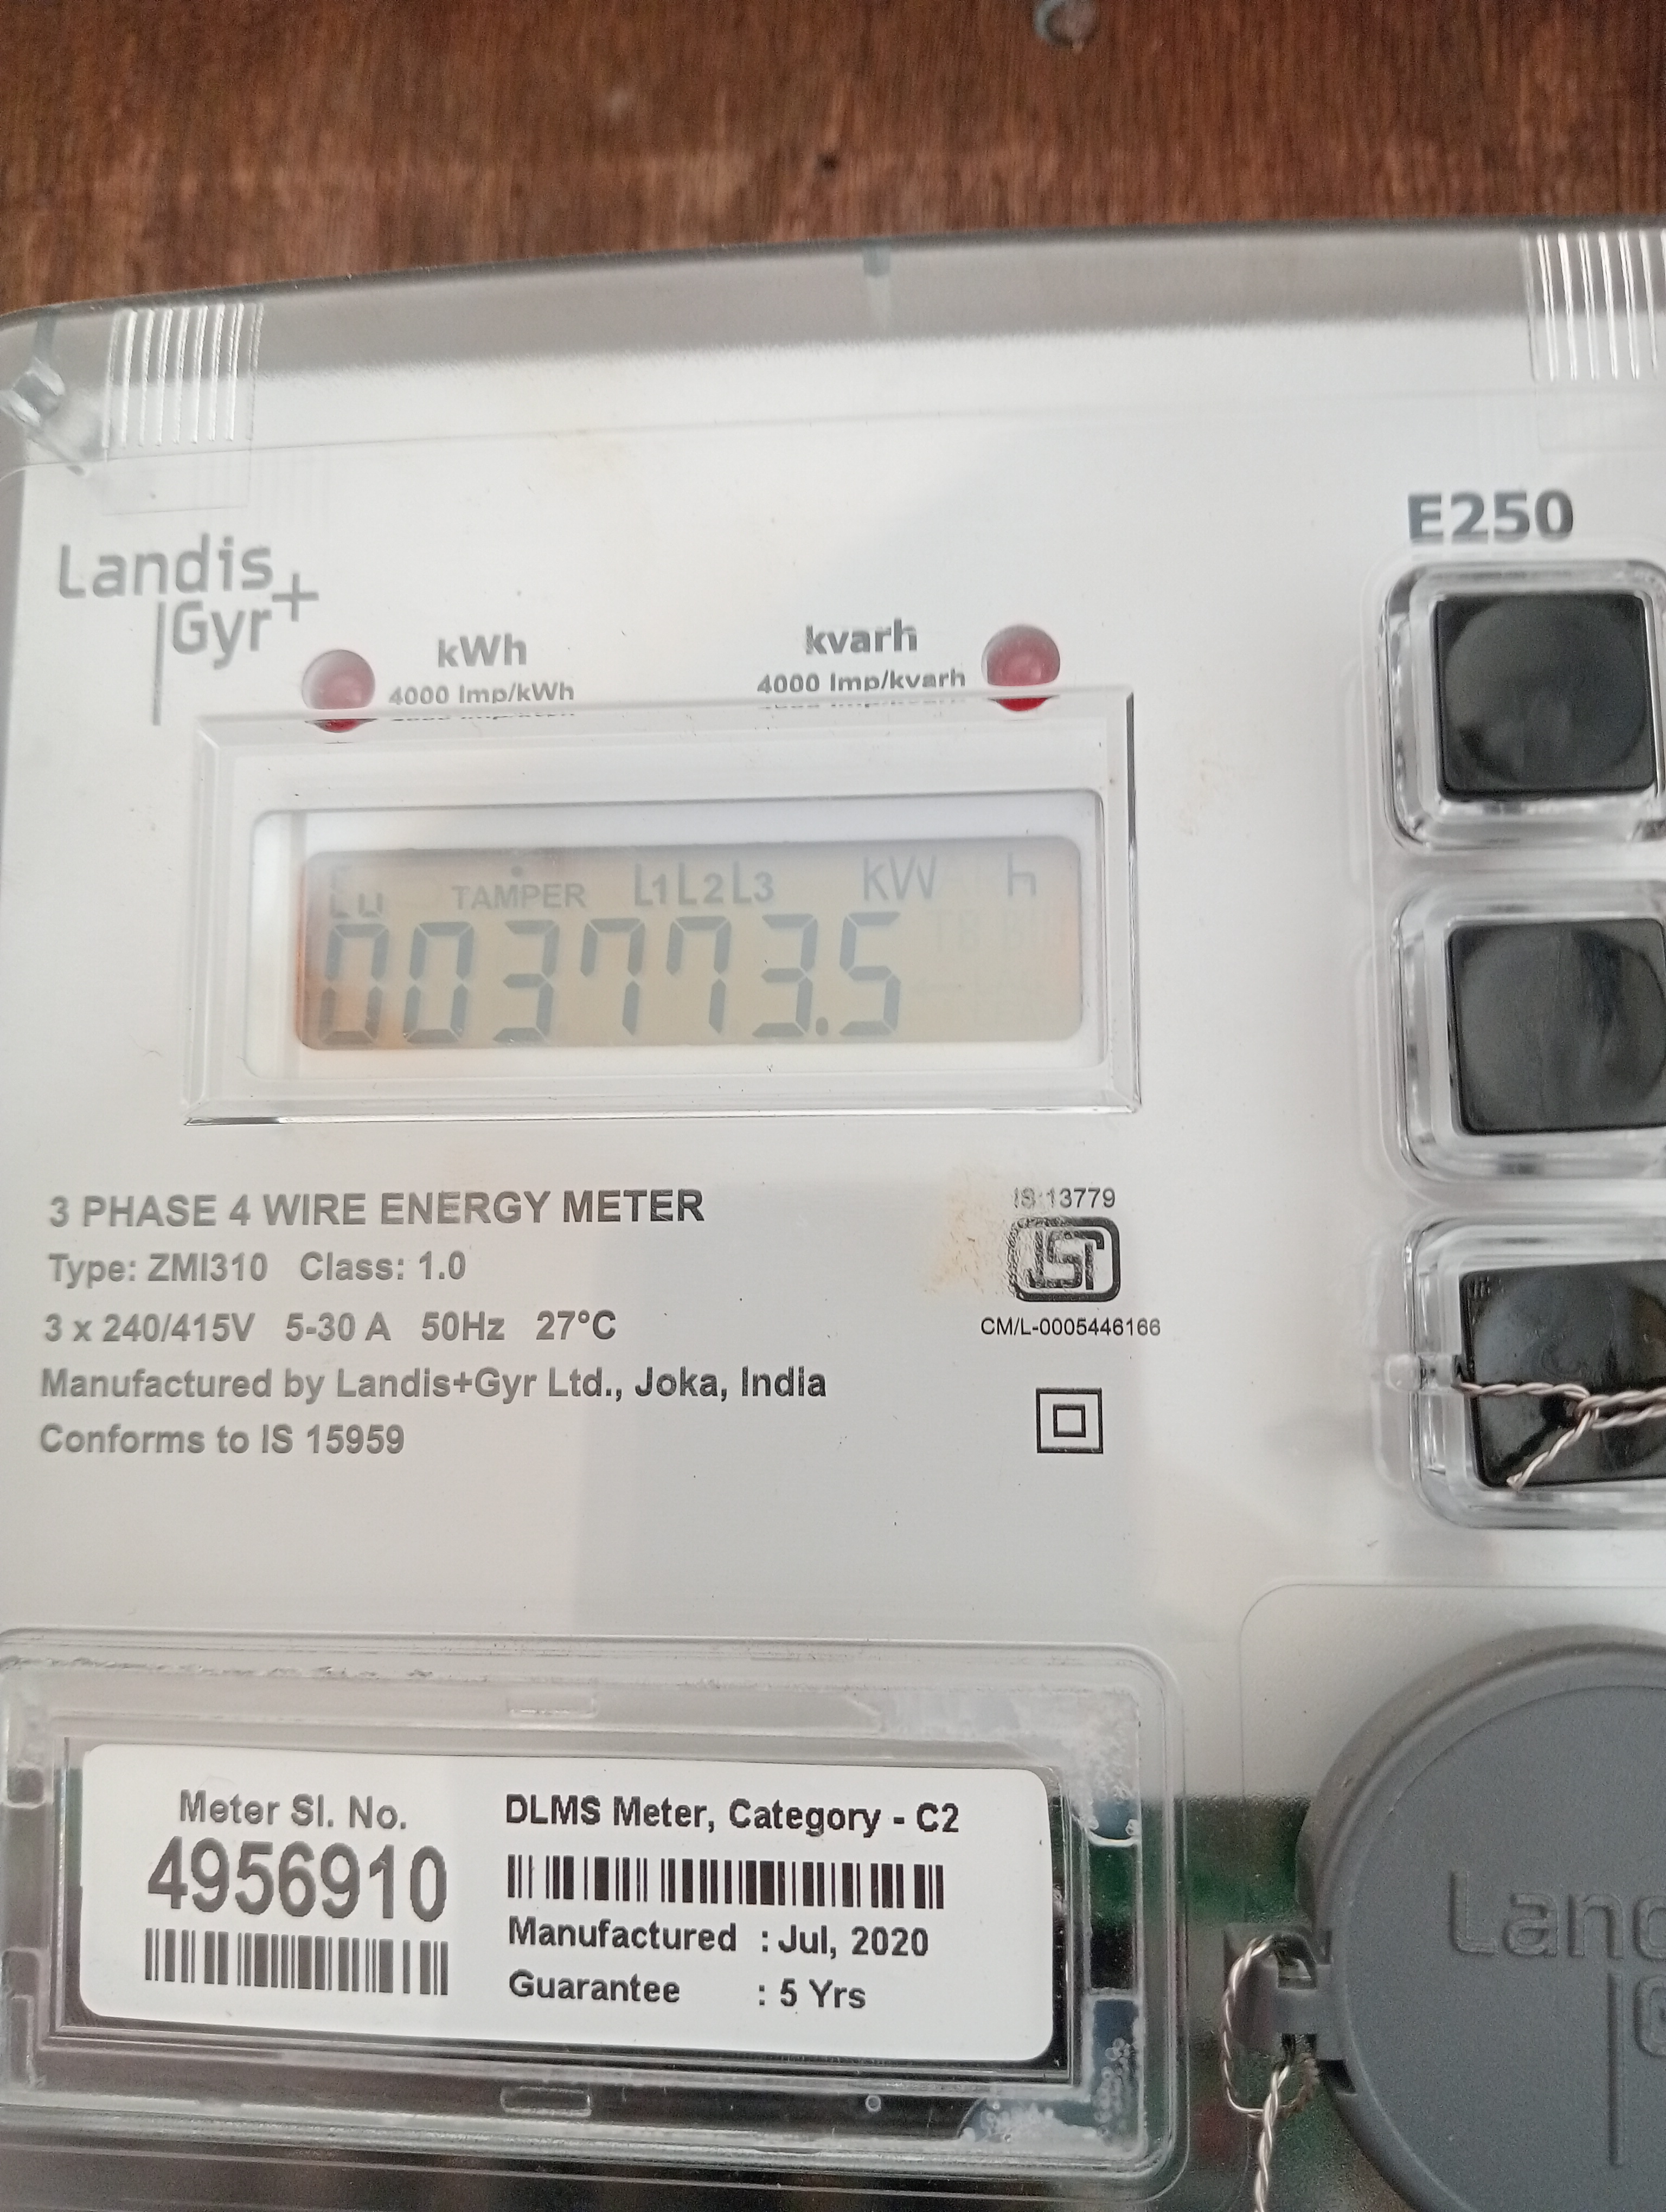 E250
Landis
Gyr+
kWh
4000 Imp/kWh
kvarh
4000 Imp/kvarh
TAMPER L1 L2 L3 kW h
003773.5
3 PHASE 4 WIRE ENERGY METER
Type: ZMI310 Class: 1.0
3 x 240/415V 5-30 A 50Hz 27°C
Manufactured by Landis+Gyr Ltd., Joka, India
Conforms to IS 15959
IS 13779
CM/L-0005446166
Meter Sl. No.
4956910
DLMS Meter, Category - C2
Manufactured : Jul, 2020
Guarantee : 5 Yrs